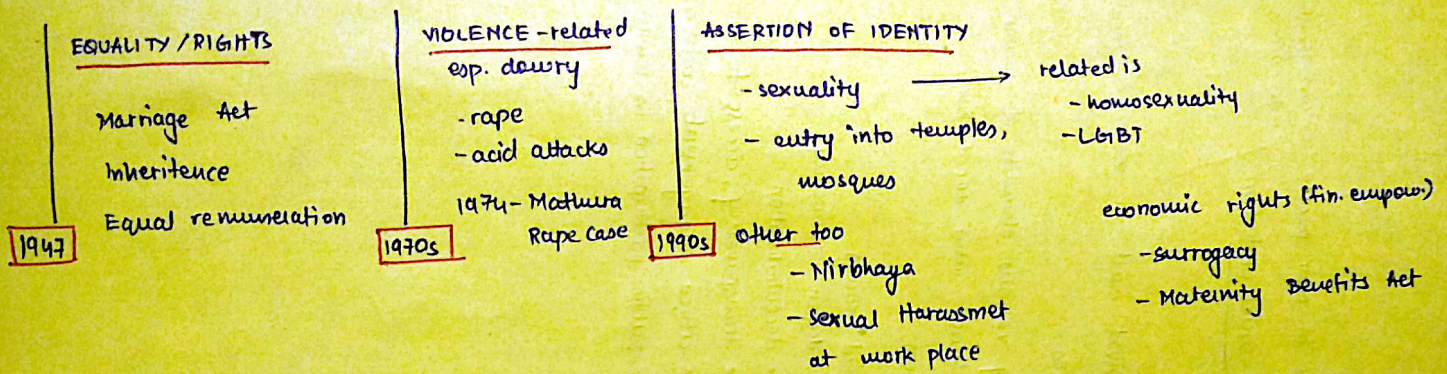 EQUALITY/RIGHTS
Marriage Act
Inheritence
Equal remuneration
1947
VIOLENCE-related
esp. dowry
-rape
-acid attacks
1974-Mathura
Rape case
1970s
ASSERTION OF IDENTITY
-sexuality →
- entry into temples,
mosques
1990s
other too
- Nirbhaya
- Sexual Harassmet
at work place
related is
- homosexuality
-LGBT
economic rights (fin. empow.)
-surrogacy
- Maternity Benefits Act